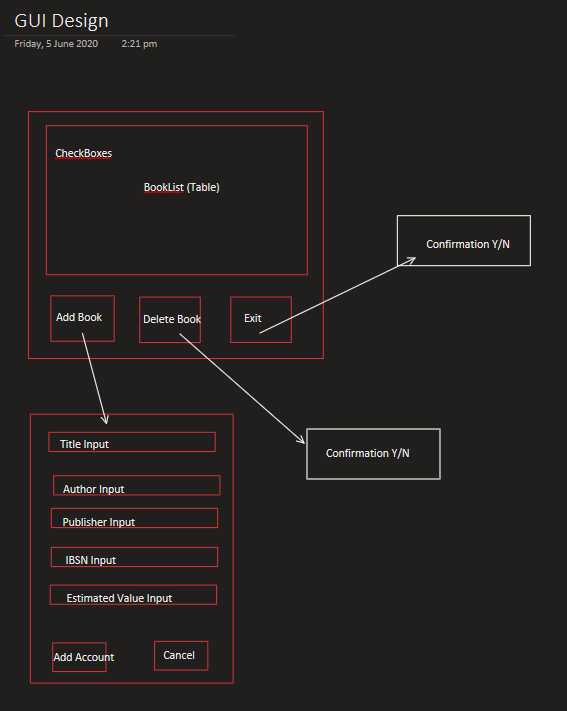 GUI Design
Friday, 5 June 2020 2:21 pm
CheckBoxes
BookList (Table)
Confirmation Y/N
Add Book
Delete Book
Exit
Title Input
Confirmation Y/N
Author Input
Publisher Input
IBSN Input
Estimated Value Input
Add Account
Cancel